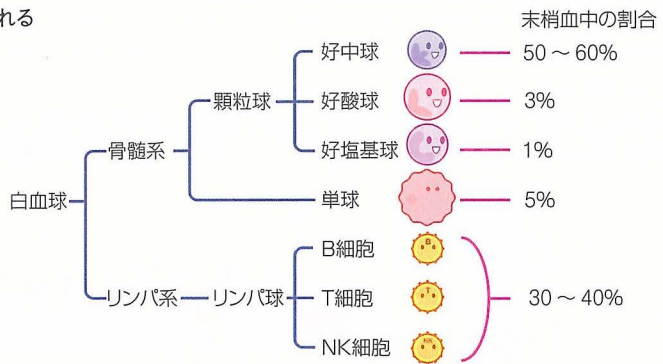 れる
末梢血中の割合
好中球 50～60%
顆粒球 好酸球 3%
骨髄系 好塩基球 1%
白血球 単球 5%
B細胞 B
リンパ系 リンパ球 T細胞 T 30～40%
NK細胞 NK